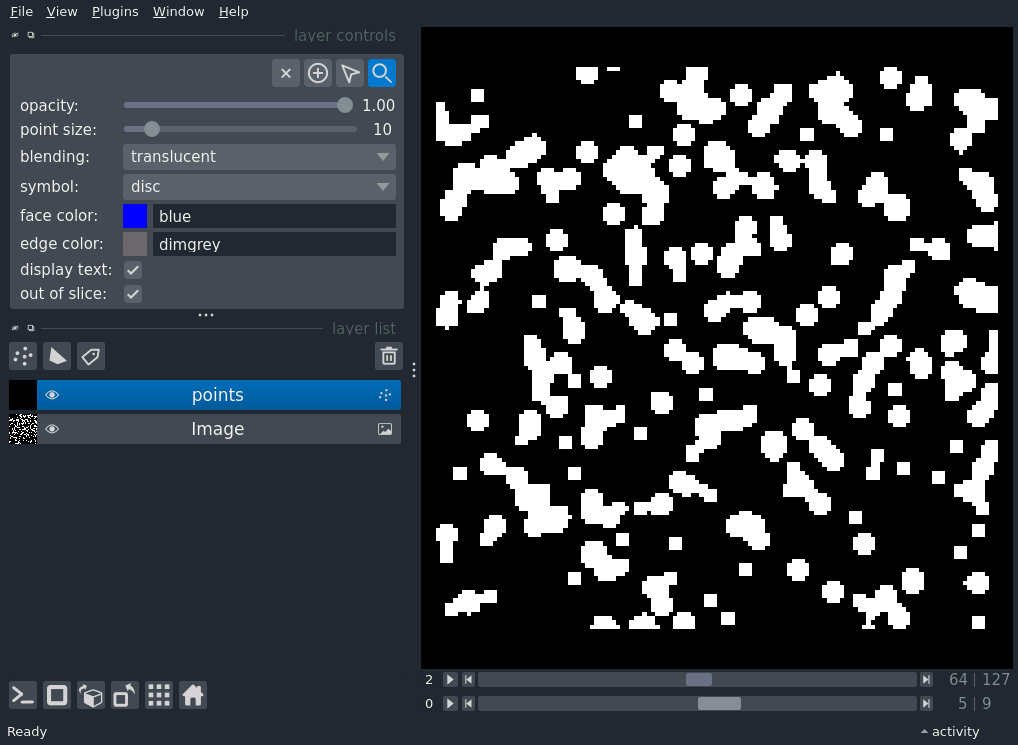 File View Plugins Window Help
layer controls
opacity: 1.00
point size: 10
blending: translucent
symbol: disc
face color: blue
edge color: dimgrey
display text:
out of slice:
layer list
points
Image
2 64 | 127
0 5 | 9
Ready activity